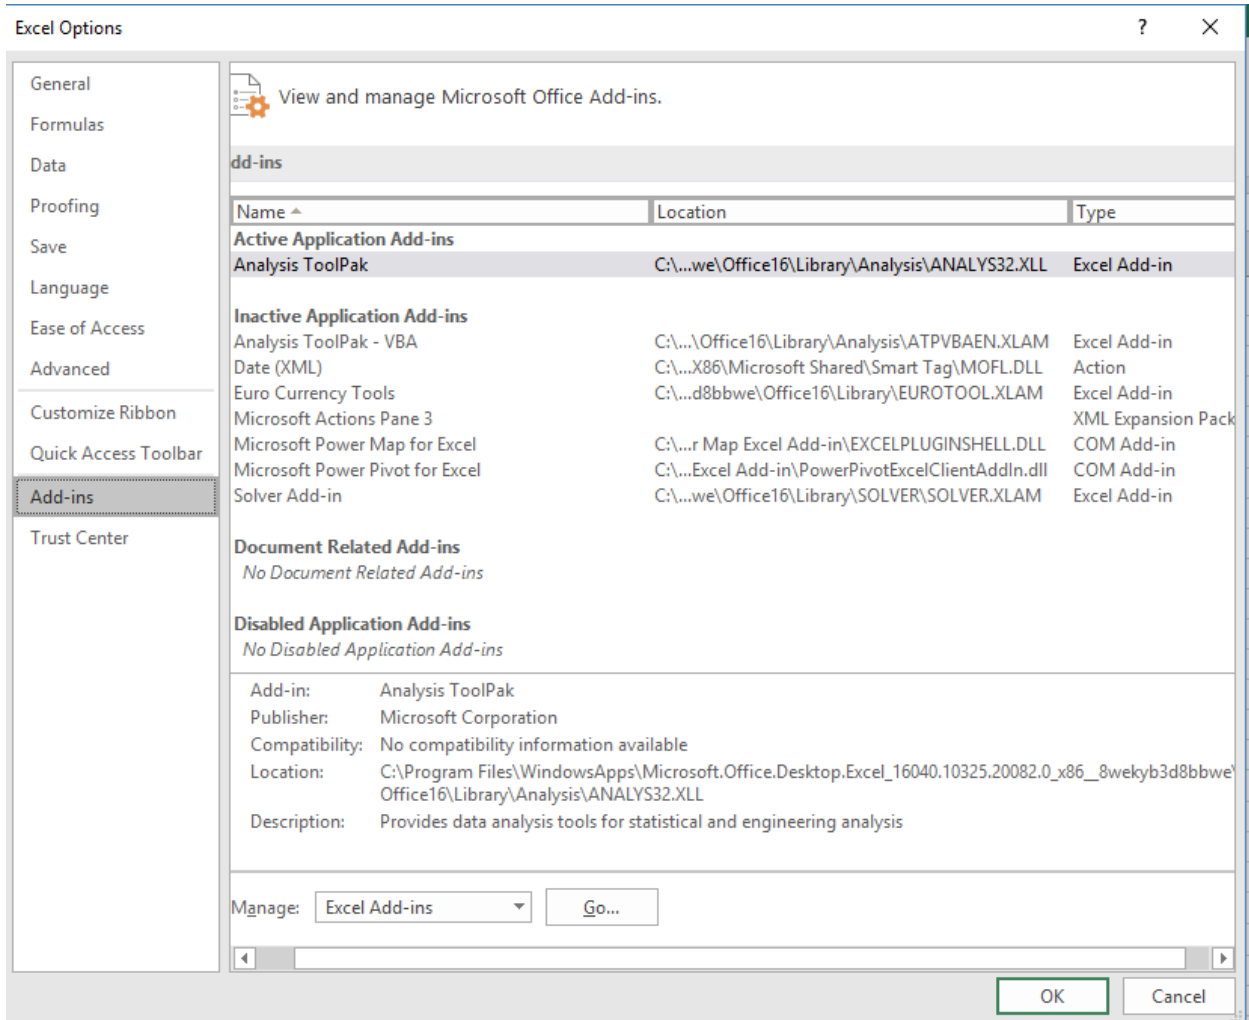 Excel Options
?
General
Formulas
Data
Proofing
Save
Language
Ease of Access
Advanced
Customize Ribbon
Quick Access Toolbar
Add-ins
Trust Center
View and manage Microsoft Office Add-ins.
dd-ins
Name Location Type
Active Application Add-ins
Analysis ToolPak C:\...we\Office16\Library\Analysis\ANALYS32.XLL Excel Add-in
Inactive Application Add-ins
Analysis ToolPak - VBA C:\...\Office16\Library\Analysis\ATPVBAEN.XLAM Excel Add-in
Date (XML) C:\...X86\Microsoft Shared\Smart Tag\MOFL.DLL Action
Euro Currency Tools C:\...d8bbwe\Office16\Library\EUROTOOL.XLAM Excel Add-in
Microsoft Actions Pane 3 XML Expansion Pack
Microsoft Power Map for Excel C:\...r Map Excel Add-in\EXCELPLUGINSHELL.DLL COM Add-in
Microsoft Power Pivot for Excel C:\...Excel Add-in\PowerPivotExcelClientAddIn.dll COM Add-in
Solver Add-in C:\...we\Office16\Library\SOLVER\SOLVER.XLAM Excel Add-in
Document Related Add-ins
No Document Related Add-ins
Disabled Application Add-ins
No Disabled Application Add-ins
Add-in: Analysis ToolPak
Publisher: Microsoft Corporation
Compatibility: No compatibility information available
Location: C:\Program Files\WindowsApps\Microsoft.Office.Desktop.Excel_16040.10325.20082.0_x86__8wekyb3d8bbwe\
Office16\Library\Analysis\ANALYS32.XLL
Description: Provides data analysis tools for statistical and engineering analysis
Manage: Excel Add-ins Go...
OK Cancel